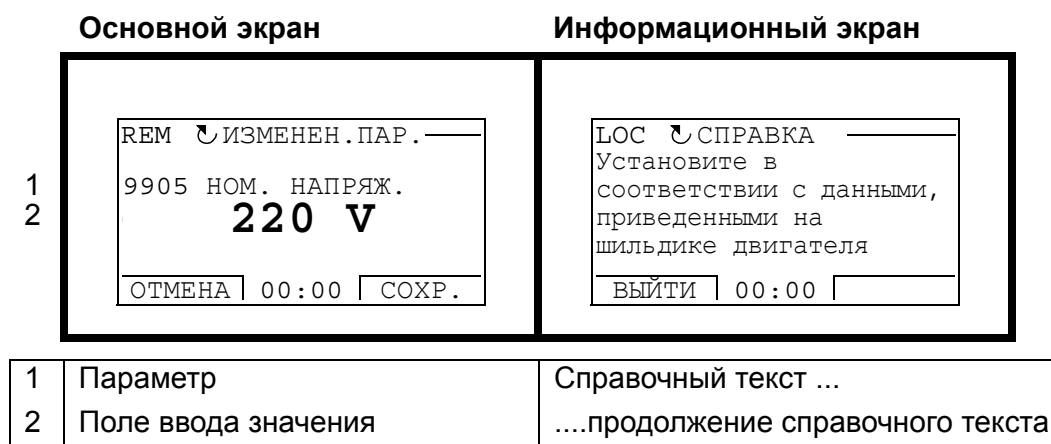 Основной экран
Информационный экран
REM ИЗМЕНЕН.ПАР.
1
9905 НОМ. НАПРЯЖ.
2
220 V
ОТМЕНА 00:00 СОХР.
LOC СПРАВКА
Установите в
соответствии с данными,
приведенными на
шильдике двигателя
ВЫЙТИ 00:00
1 Параметр Справочный текст ...
2 Поле ввода значения ....продолжение справочного текста